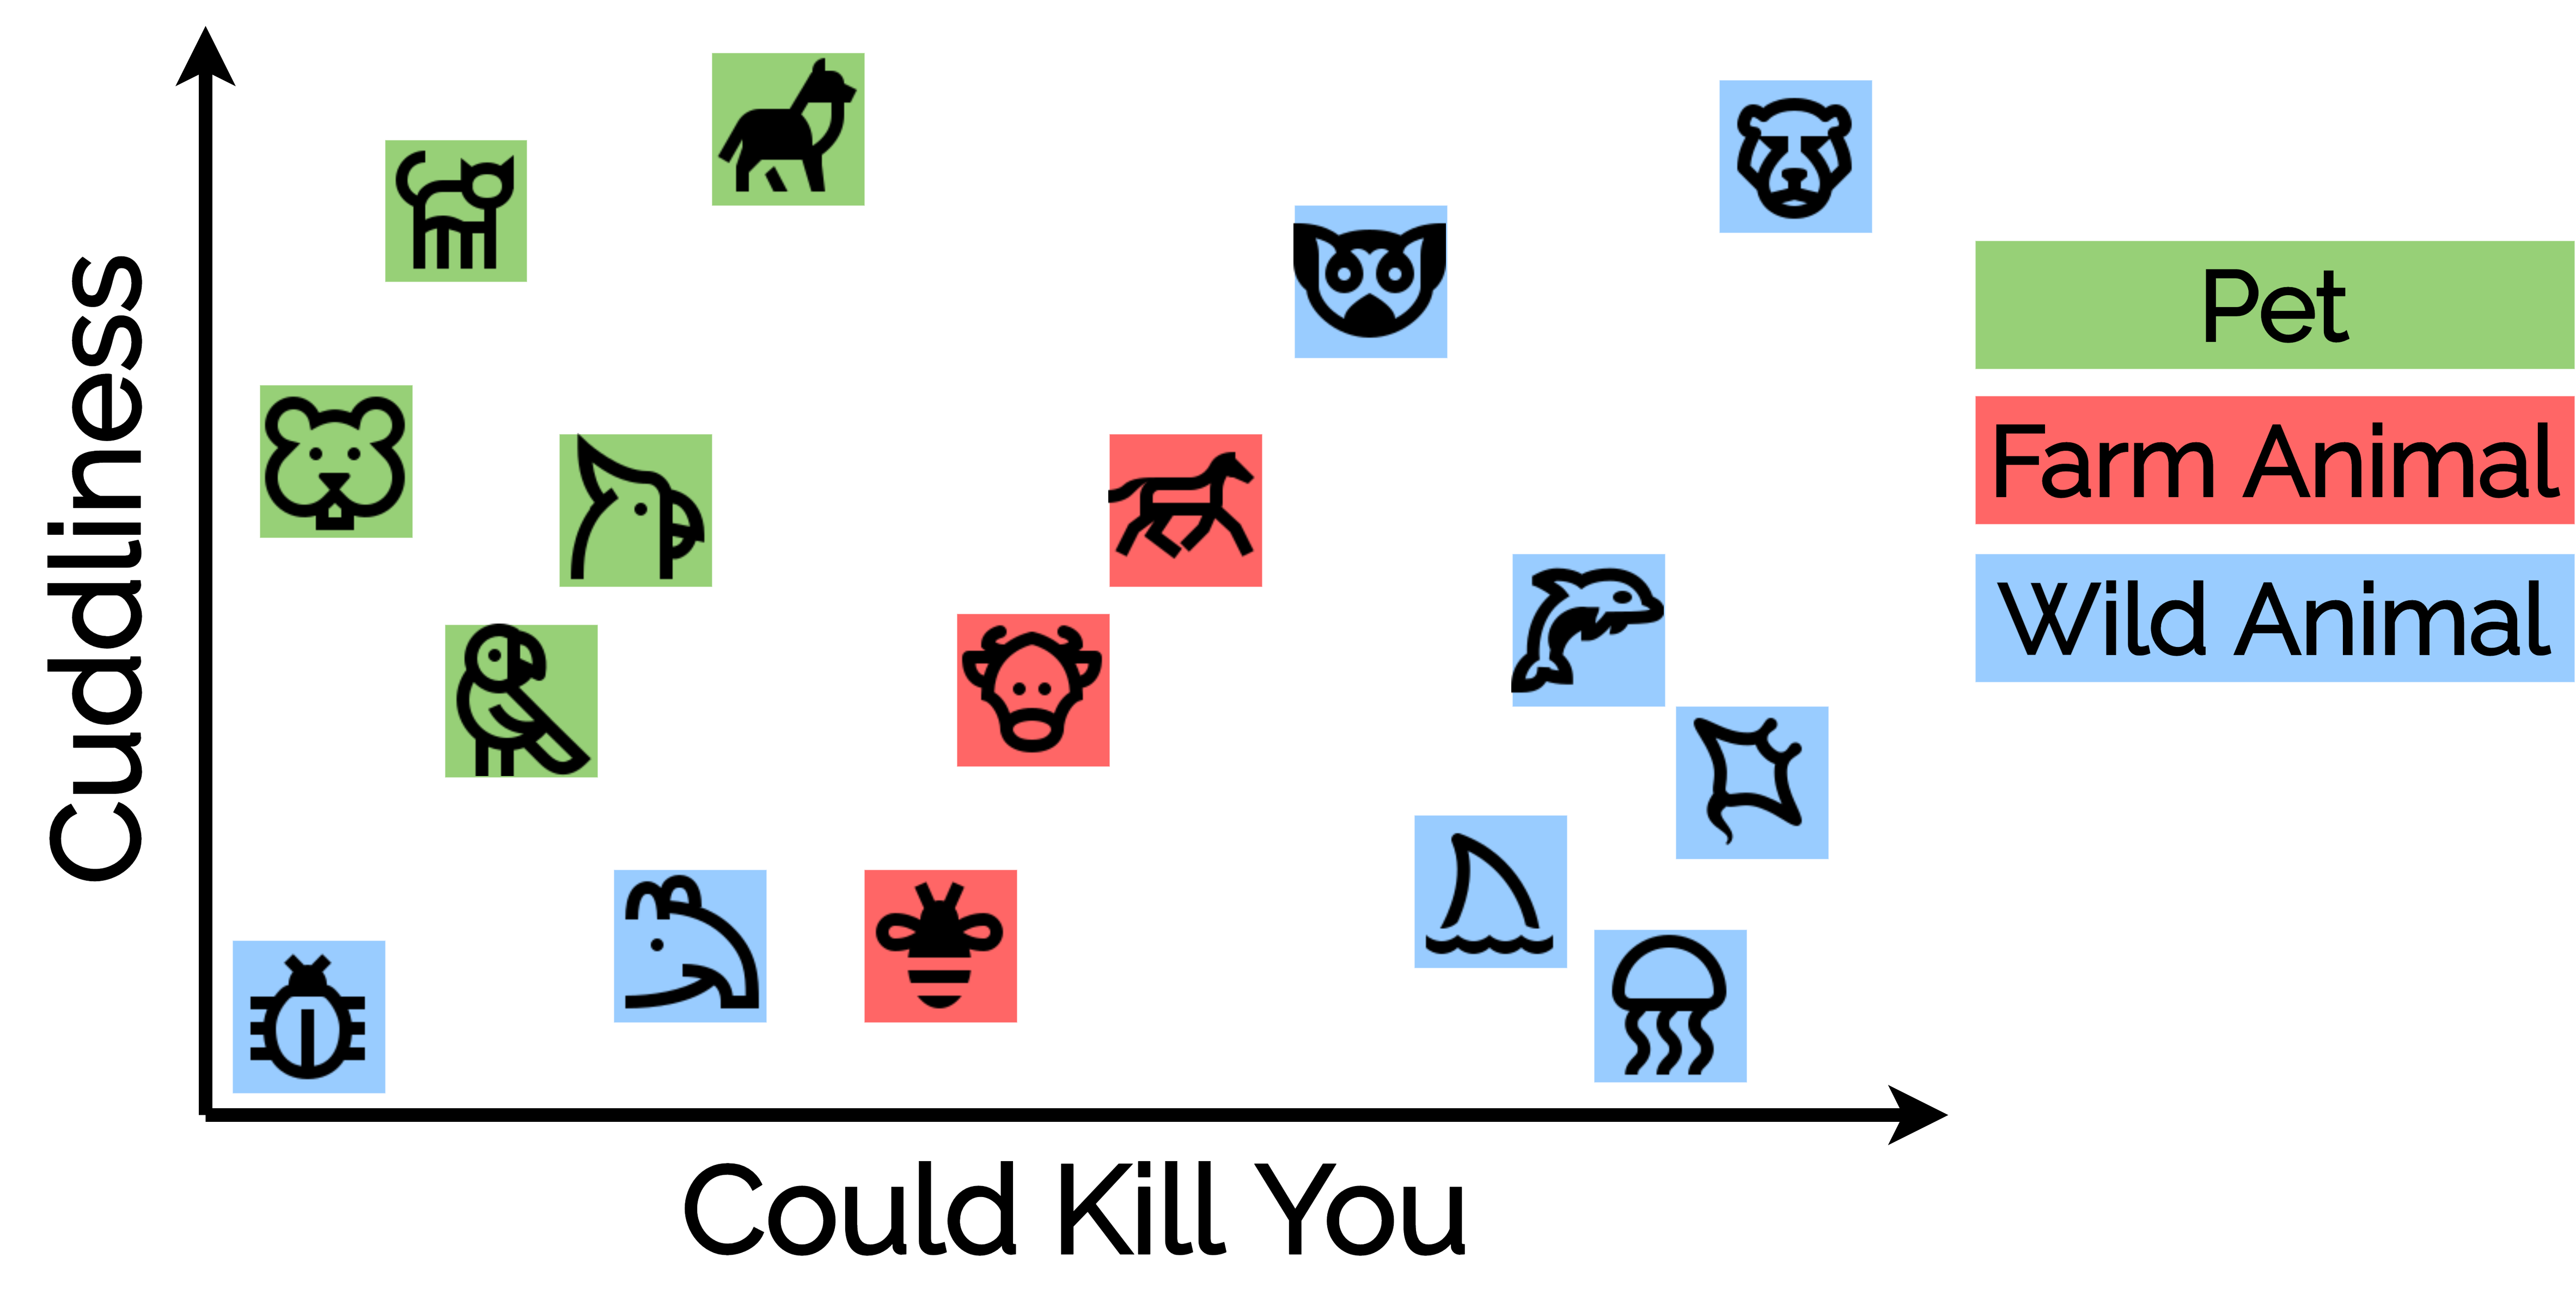 Cuddliness
Pet
Farm Animal
Wild Animal
Could Kill You